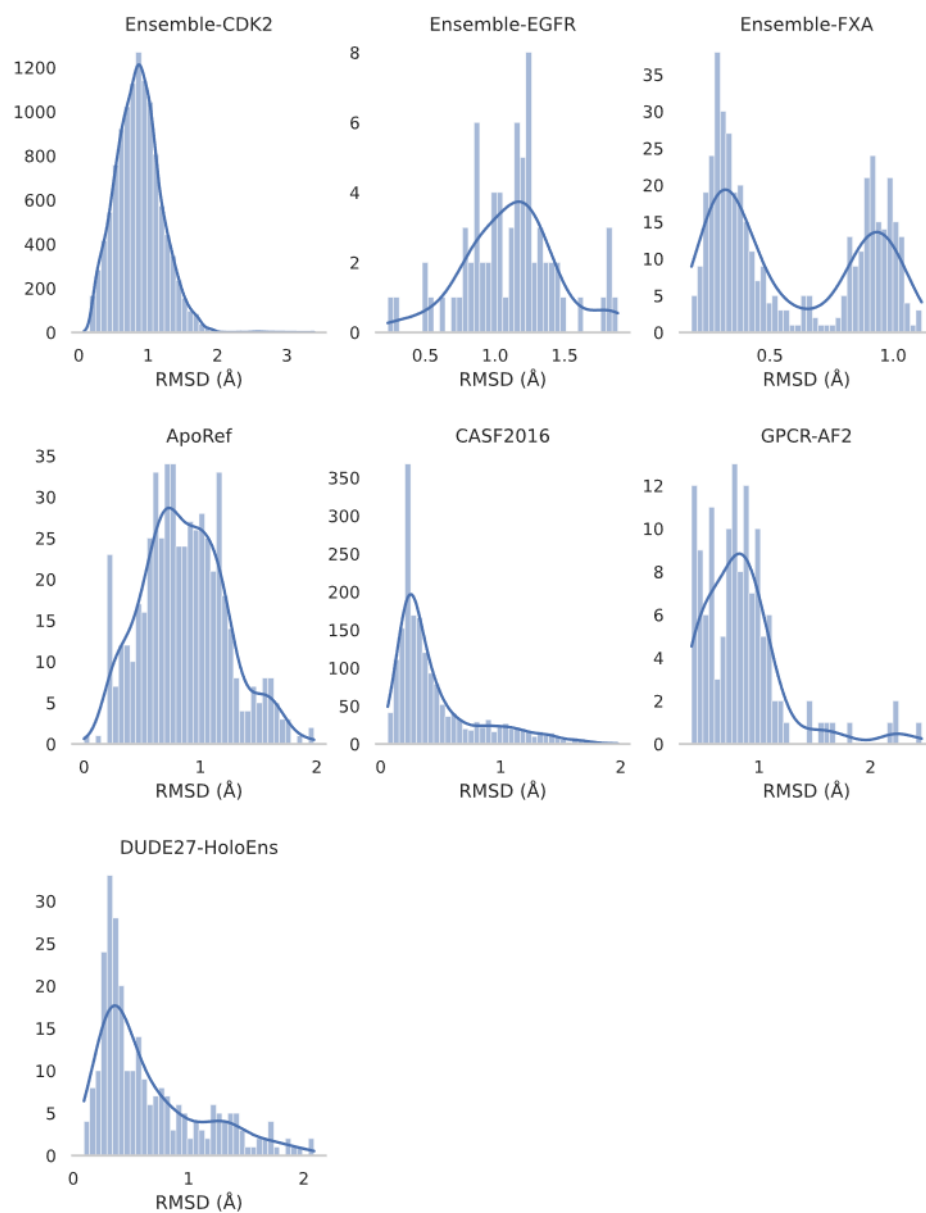 Ensemble-CDK2
1200
1000
800
600
400
200
0
0 1 2 3
RMSD (Å)
Ensemble-EGFR
8
6
4
2
0
0.5 1.0 1.5
RMSD (Å)
Ensemble-FXA
35
30
25
20
15
10
5
0
0.5 1.0
RMSD (Å)
ApoRef
35
30
25
20
15
10
5
0
0 1 2
RMSD (Å)
CASF2016
350
300
250
200
150
100
50
0
0 1 2
RMSD (Å)
GPCR-AF2
12
10
8
6
4
2
0
1 2
RMSD (Å)
DUDE27-HoloEns
30
25
20
15
10
5
0
0 1 2
RMSD (Å)